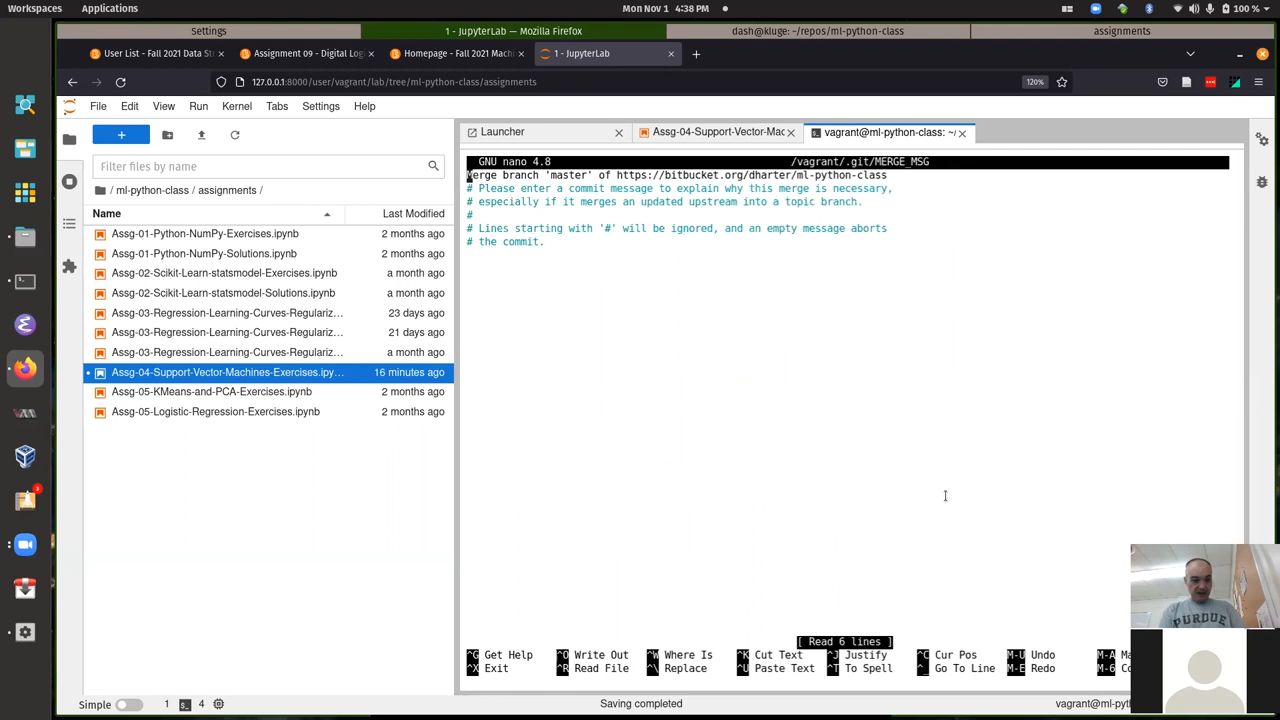 Workspaces
Applications
Mon Nov 1 4:38 PM
100 %
Settings
1 - JupyterLab — Mozilla Firefox
dash@kluge: ~/repos/ml-python-class
assignments
User List - Fall 2021 Data St
Assignment 09 - Digital Log
Homepage - Fall 2021 Mach
1 - JupyterLab
127.0.0.1:8000/user/vagrant/lab/tree/ml-python-class/assignments
120%
File Edit View Run Kernel Tabs Settings Help
Launcher
Assg-04-Support-Vector-Mac
vagrant@ml-python-class: ~/
Filter files by name
/ ml-python-class / assignments /
Name Last Modified
Assg-01-Python-NumPy-Exercises.ipynb 2 months ago
Assg-01-Python-NumPy-Solutions.ipynb 2 months ago
Assg-02-Scikit-Learn-statsmodel-Exercises.ipynb a month ago
Assg-02-Scikit-Learn-statsmodel-Solutions.ipynb a month ago
Assg-03-Regression-Learning-Curves-Regulariz… 23 days ago
Assg-03-Regression-Learning-Curves-Regulariz… 21 days ago
Assg-03-Regression-Learning-Curves-Regulariz… a month ago
Assg-04-Support-Vector-Machines-Exercises.ipy… 16 minutes ago
Assg-05-KMeans-and-PCA-Exercises.ipynb 2 months ago
Assg-05-Logistic-Regression-Exercises.ipynb 2 months ago
GNU nano 4.8 /vagrant/.git/MERGE_MSG
Merge branch 'master' of https://bitbucket.org/dharter/ml-python-class
# Please enter a commit message to explain why this merge is necessary,
# especially if it merges an updated upstream into a topic branch.
#
# Lines starting with '#' will be ignored, and an empty message aborts
# the commit.
[ Read 6 lines ]
^G Get Help ^O Write Out ^W Where Is ^K Cut Text ^J Justify ^C Cur Pos M-U Undo M-A Ma
^X Exit ^R Read File ^\ Replace ^U Paste Text ^T To Spell ^_ Go To Line M-E Redo M-6 Co
PURDUE
3
Simple
1
4
Saving completed
vagrant@ml-pyt